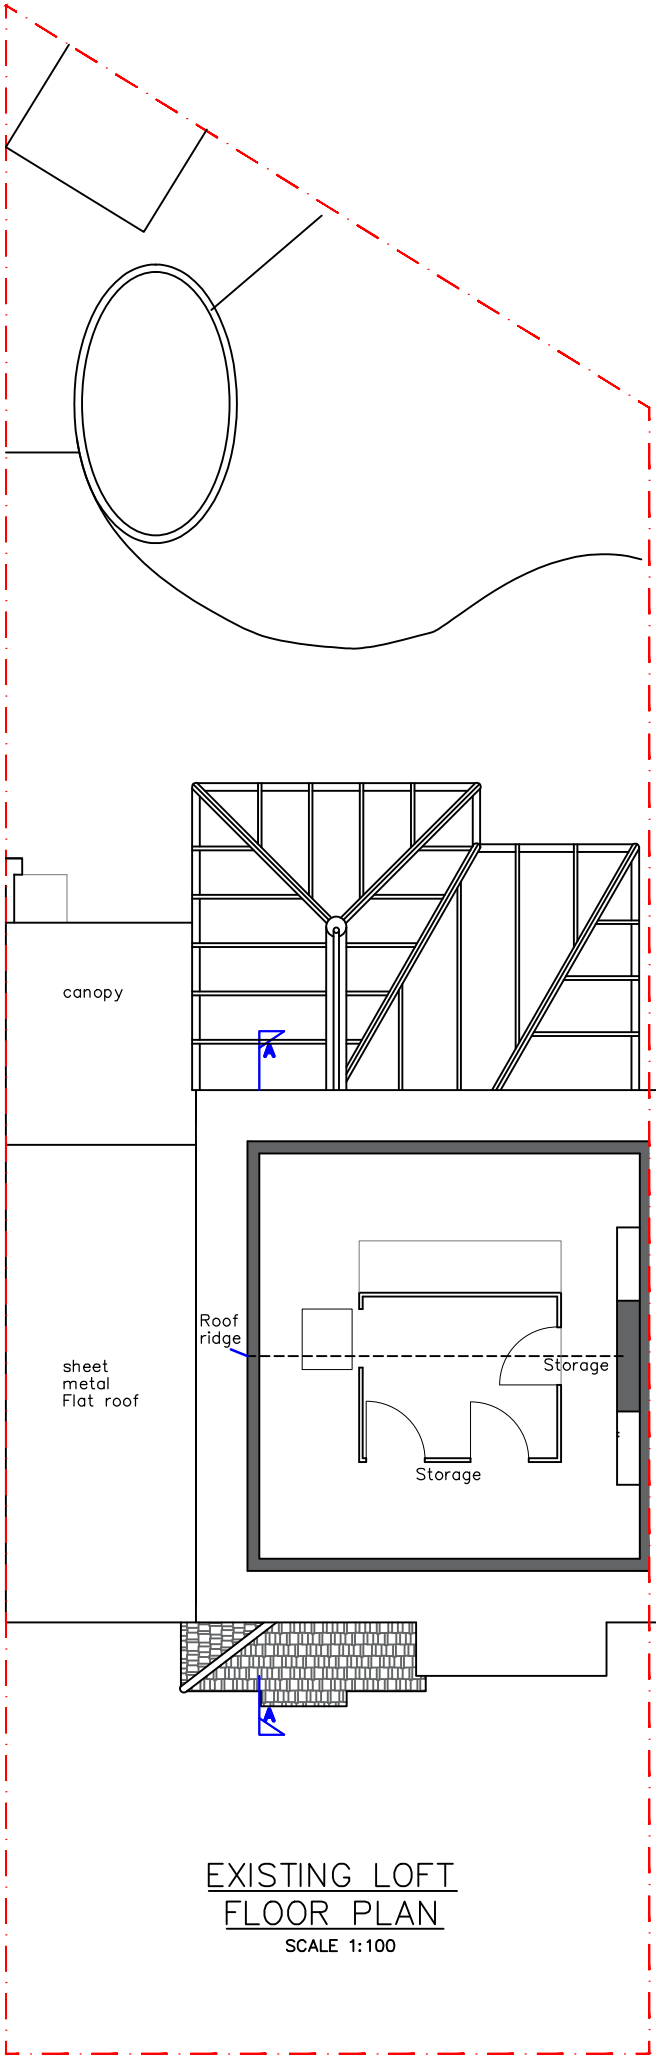 canopy
A
Roof
ridge
sheet
metal
Flat roof
Storage
Storage
A
EXISTING LOFT
FLOOR PLAN
SCALE 1:100